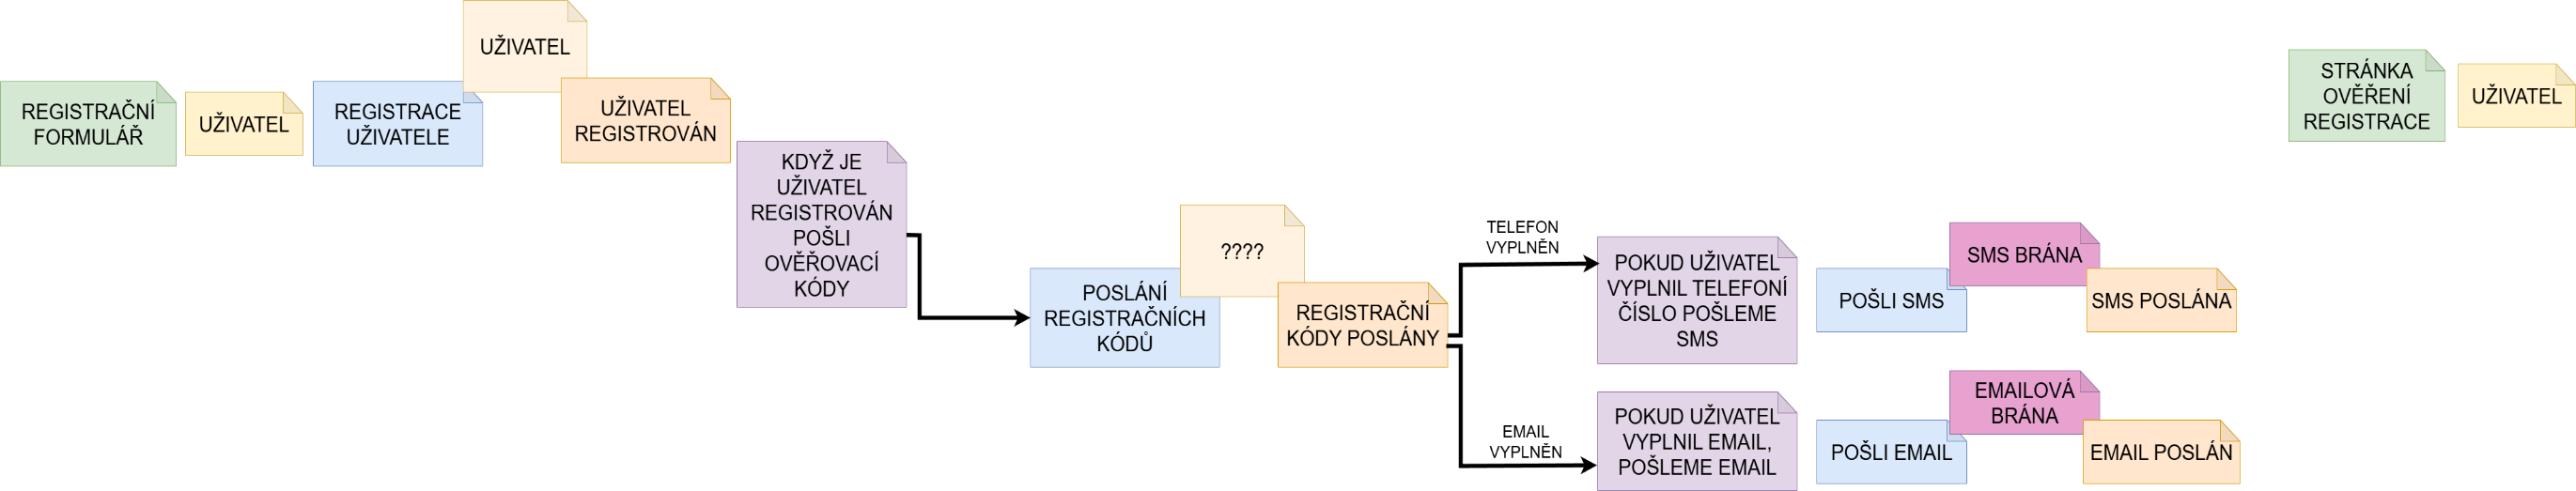 REGISTRAČNÍ
FORMULÁŘ
UŽIVATEL
REGISTRACE
UŽIVATELE
UŽIVATEL
UŽIVATEL
REGISTROVÁN
KDYŽ JE
UŽIVATEL
REGISTROVÁN
POŠLI
OVĚŘOVACÍ
KÓDY
POSLÁNÍ
REGISTRAČNÍCH
KÓDŮ
????
REGISTRAČNÍ
KÓDY POSLÁNY
TELEFON
VYPLNĚN
POKUD UŽIVATEL
VYPLNIL TELEFONÍ
ČÍSLO POŠLEME
SMS
POŠLI SMS
SMS BRÁNA
SMS POSLÁNA
EMAIL
VYPLNĚN
POKUD UŽIVATEL
VYPLNIL EMAIL,
POŠLEME EMAIL
POŠLI EMAIL
EMAILOVÁ
BRÁNA
EMAIL POSLÁN
STRÁNKA
OVĚŘENÍ
REGISTRACE
UŽIVATEL